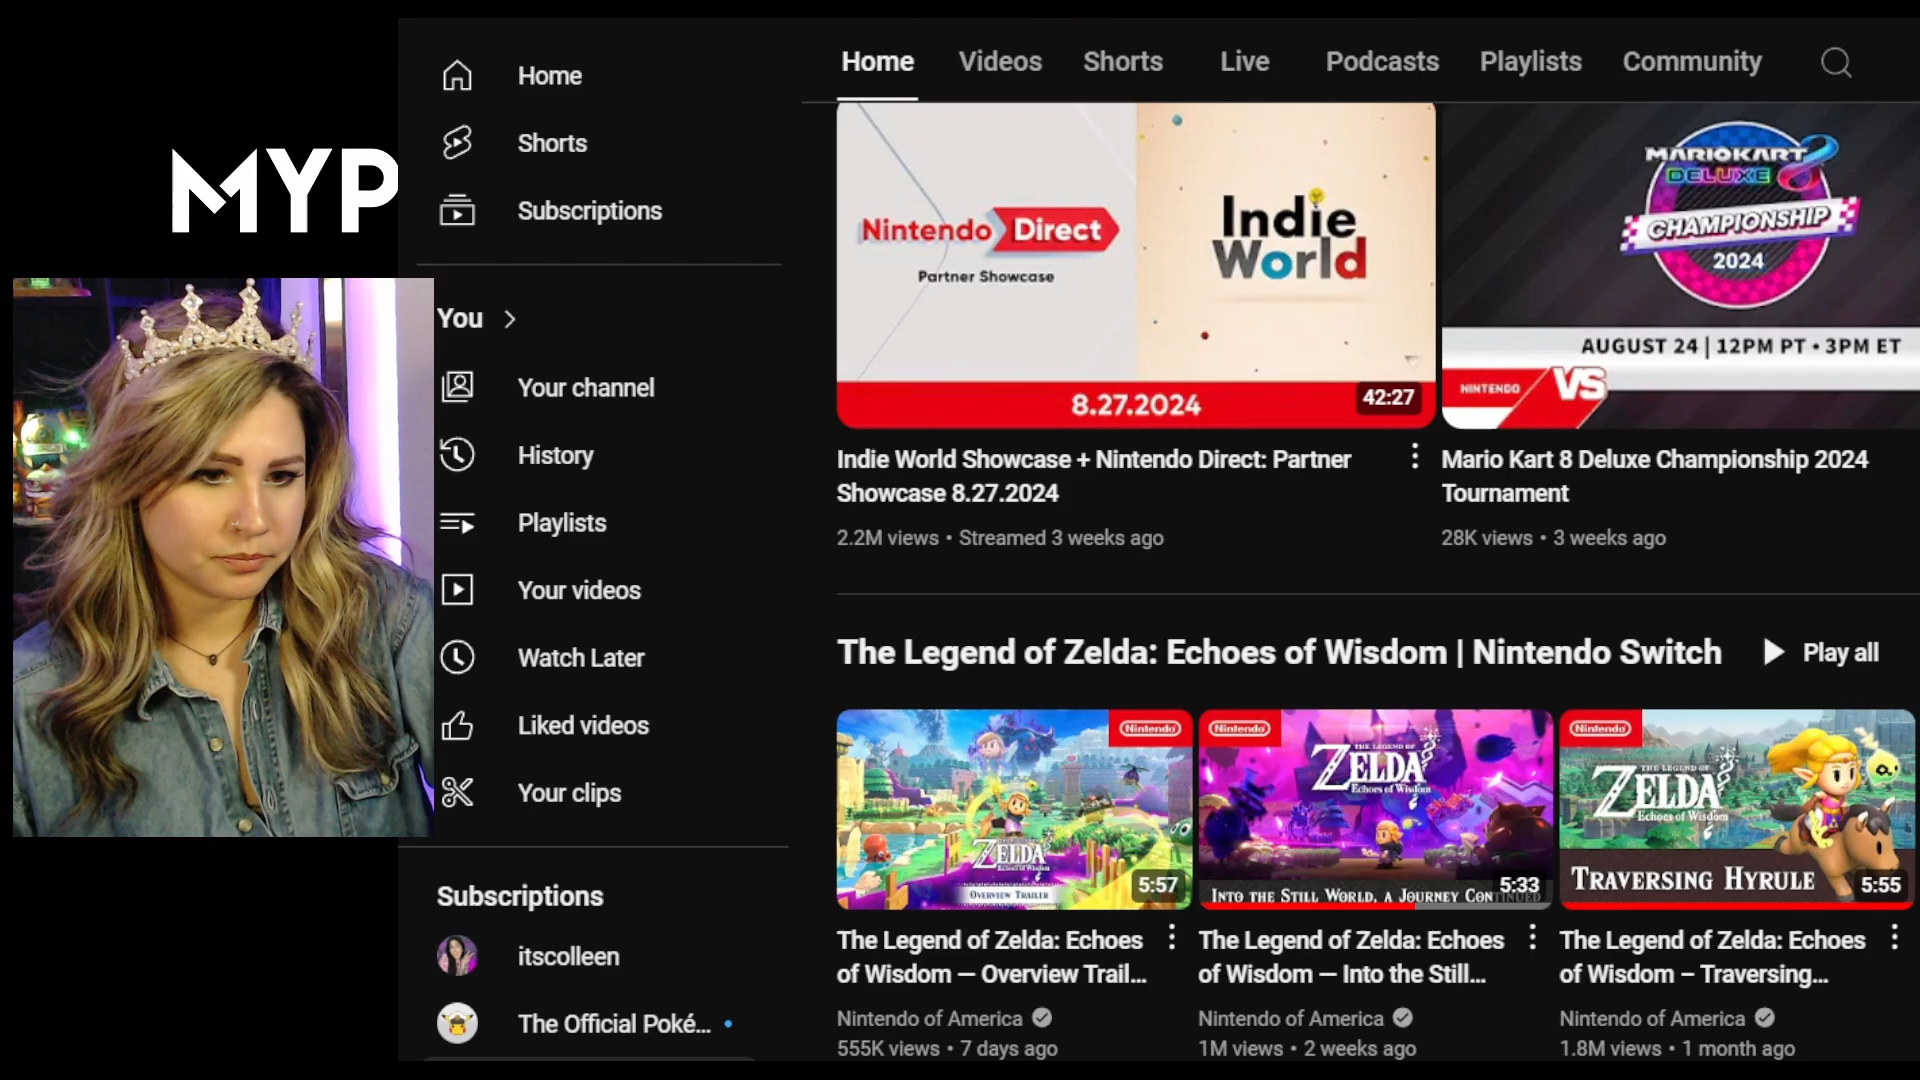 MYP
Home
Shorts
Subscriptions
You
Your channel
History
Playlists
Your videos
Watch Later
Liked videos
Your clips
Subscriptions
itscolleen
The Official Poké...
Home Videos Shorts Live Podcasts Playlists Community
Nintendo Direct
Partner Showcase
Indie
World
8.27.2024
42:27
Indie World Showcase + Nintendo Direct: Partner
Showcase 8.27.2024
2.2M views • Streamed 3 weeks ago
MARIOKART 8
DELUXE
CHAMPIONSHIP
2024
AUGUST 24 | 12PM PT • 3PM ET
NINTENDO VS
Mario Kart 8 Deluxe Championship 2024
Tournament
28K views • 3 weeks ago
The Legend of Zelda: Echoes of Wisdom | Nintendo Switch
Play all
Nintendo
ZELDA
Echoes of Wisdom
OVERVIEW TRAILER
5:57
The Legend of Zelda: Echoes
of Wisdom — Overview Trail...
Nintendo of America
555K views • 7 days ago
Nintendo
THE LEGEND OF
ZELDA
Echoes of Wisdom
INTO THE STILL WORLD, A JOURNEY CONTINUED
5:33
The Legend of Zelda: Echoes
of Wisdom — Into the Still...
Nintendo of America
1M views • 2 weeks ago
Nintendo
THE LEGEND OF
ZELDA
Echoes of Wisdom
TRAVERSING HYRULE
5:55
The Legend of Zelda: Echoes
of Wisdom – Traversing...
Nintendo of America
1.8M views • 1 month ago